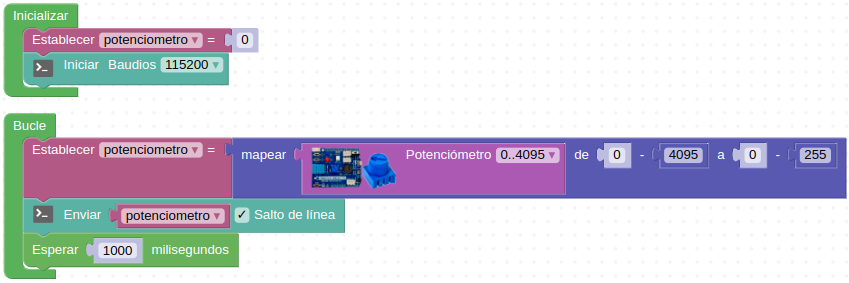 Inicializar
Establecer potenciometro = 0
Iniciar Baudios 115200
Bucle
Establecer potenciometro = mapear Potenciómetro 0..4095 de 0 - 4095 a 0 - 255
Enviar potenciometro ✓ Salto de línea
Esperar 1000 milisegundos